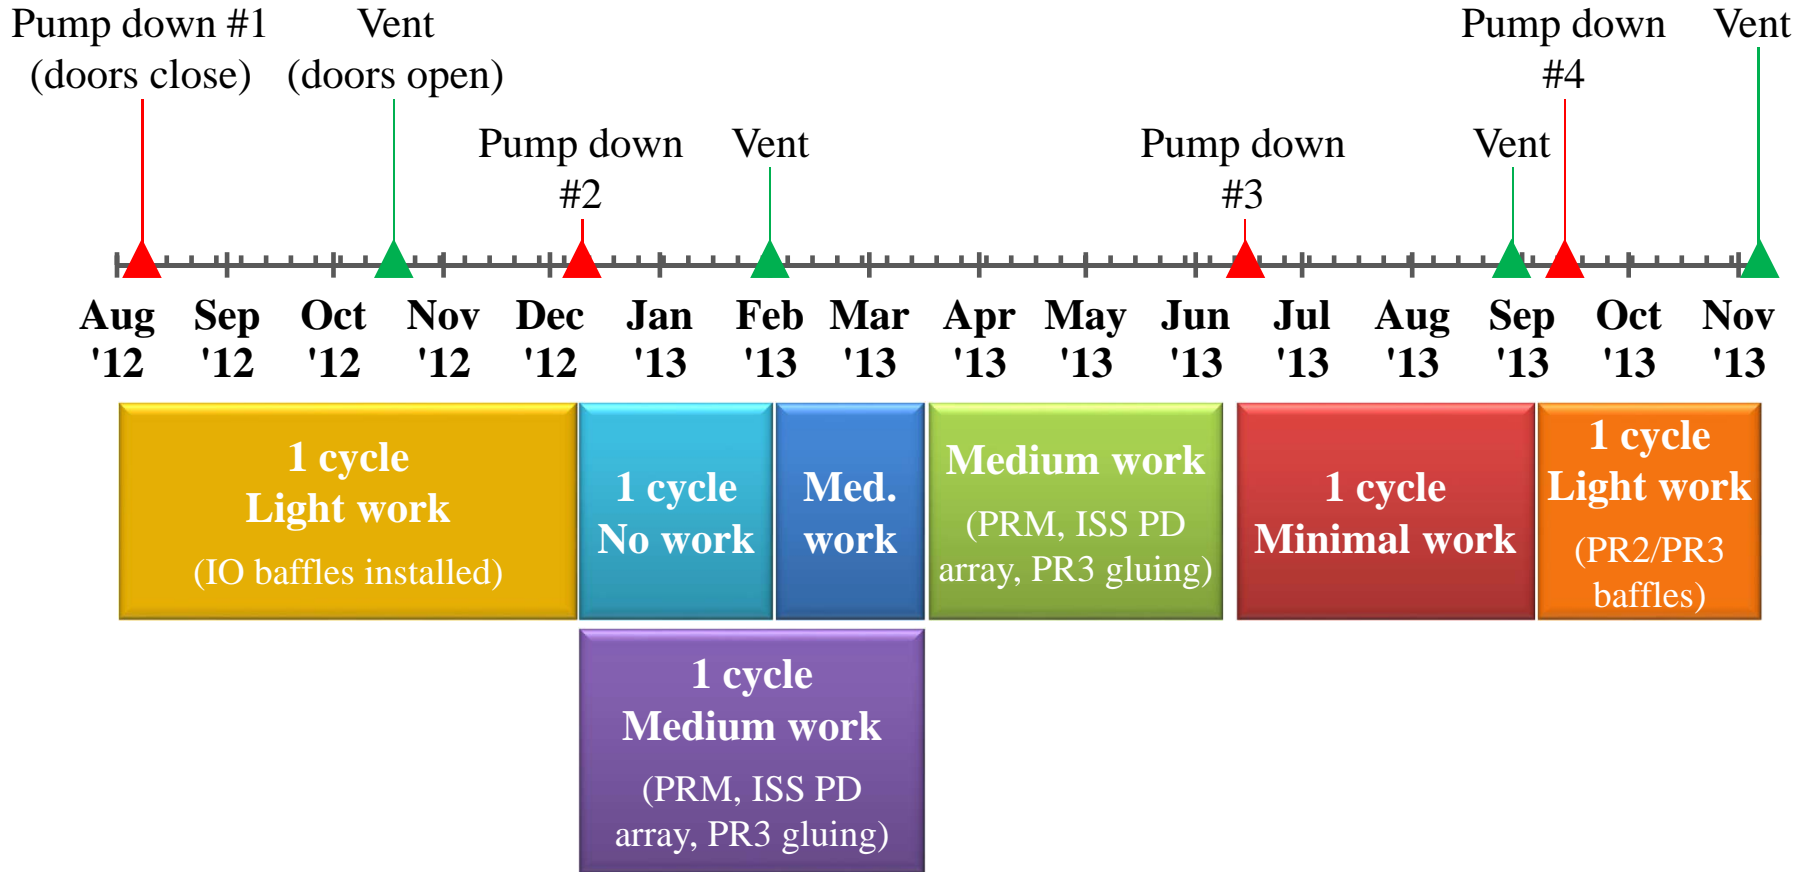 Pump down #1
(doors close)
Vent
(doors open)
Pump down
#2
Vent
Pump down
#3
Vent
Pump down
#4
Vent
Aug
'12
Sep
'12
Oct
'12
Nov
'12
Dec
'12
Jan
'13
Feb
'13
Mar
'13
Apr
'13
May
'13
Jun
'13
Jul
'13
Aug
'13
Sep
'13
Oct
'13
Nov
'13
1 cycle
Light work
(IO baffles installed)
1 cycle
No work
Med.
work
Medium work
(PRM, ISS PD
array, PR3 gluing)
1 cycle
Minimal work
1 cycle
Light work
(PR2/PR3
baffles)
1 cycle
Medium work
(PRM, ISS PD
array, PR3 gluing)